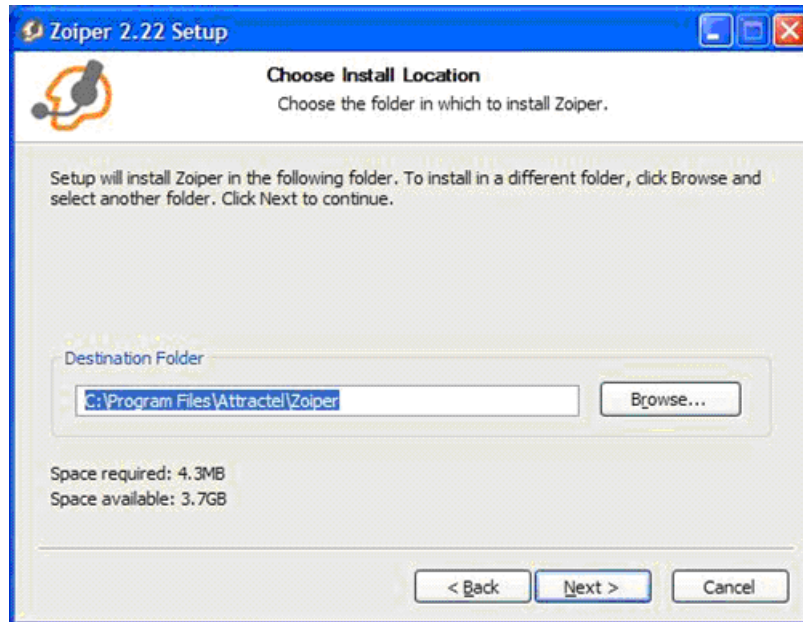 Zoiper 2.22 Setup
Choose Install Location
Choose the folder in which to install Zoiper.
Setup will install Zoiper in the following folder. To install in a different folder, click Browse and
select another folder. Click Next to continue.
Destination Folder
C:\Program Files\Attractel\Zoiper
Browse...
Space required: 4.3MB
Space available: 3.7GB
< Back
Next >
Cancel